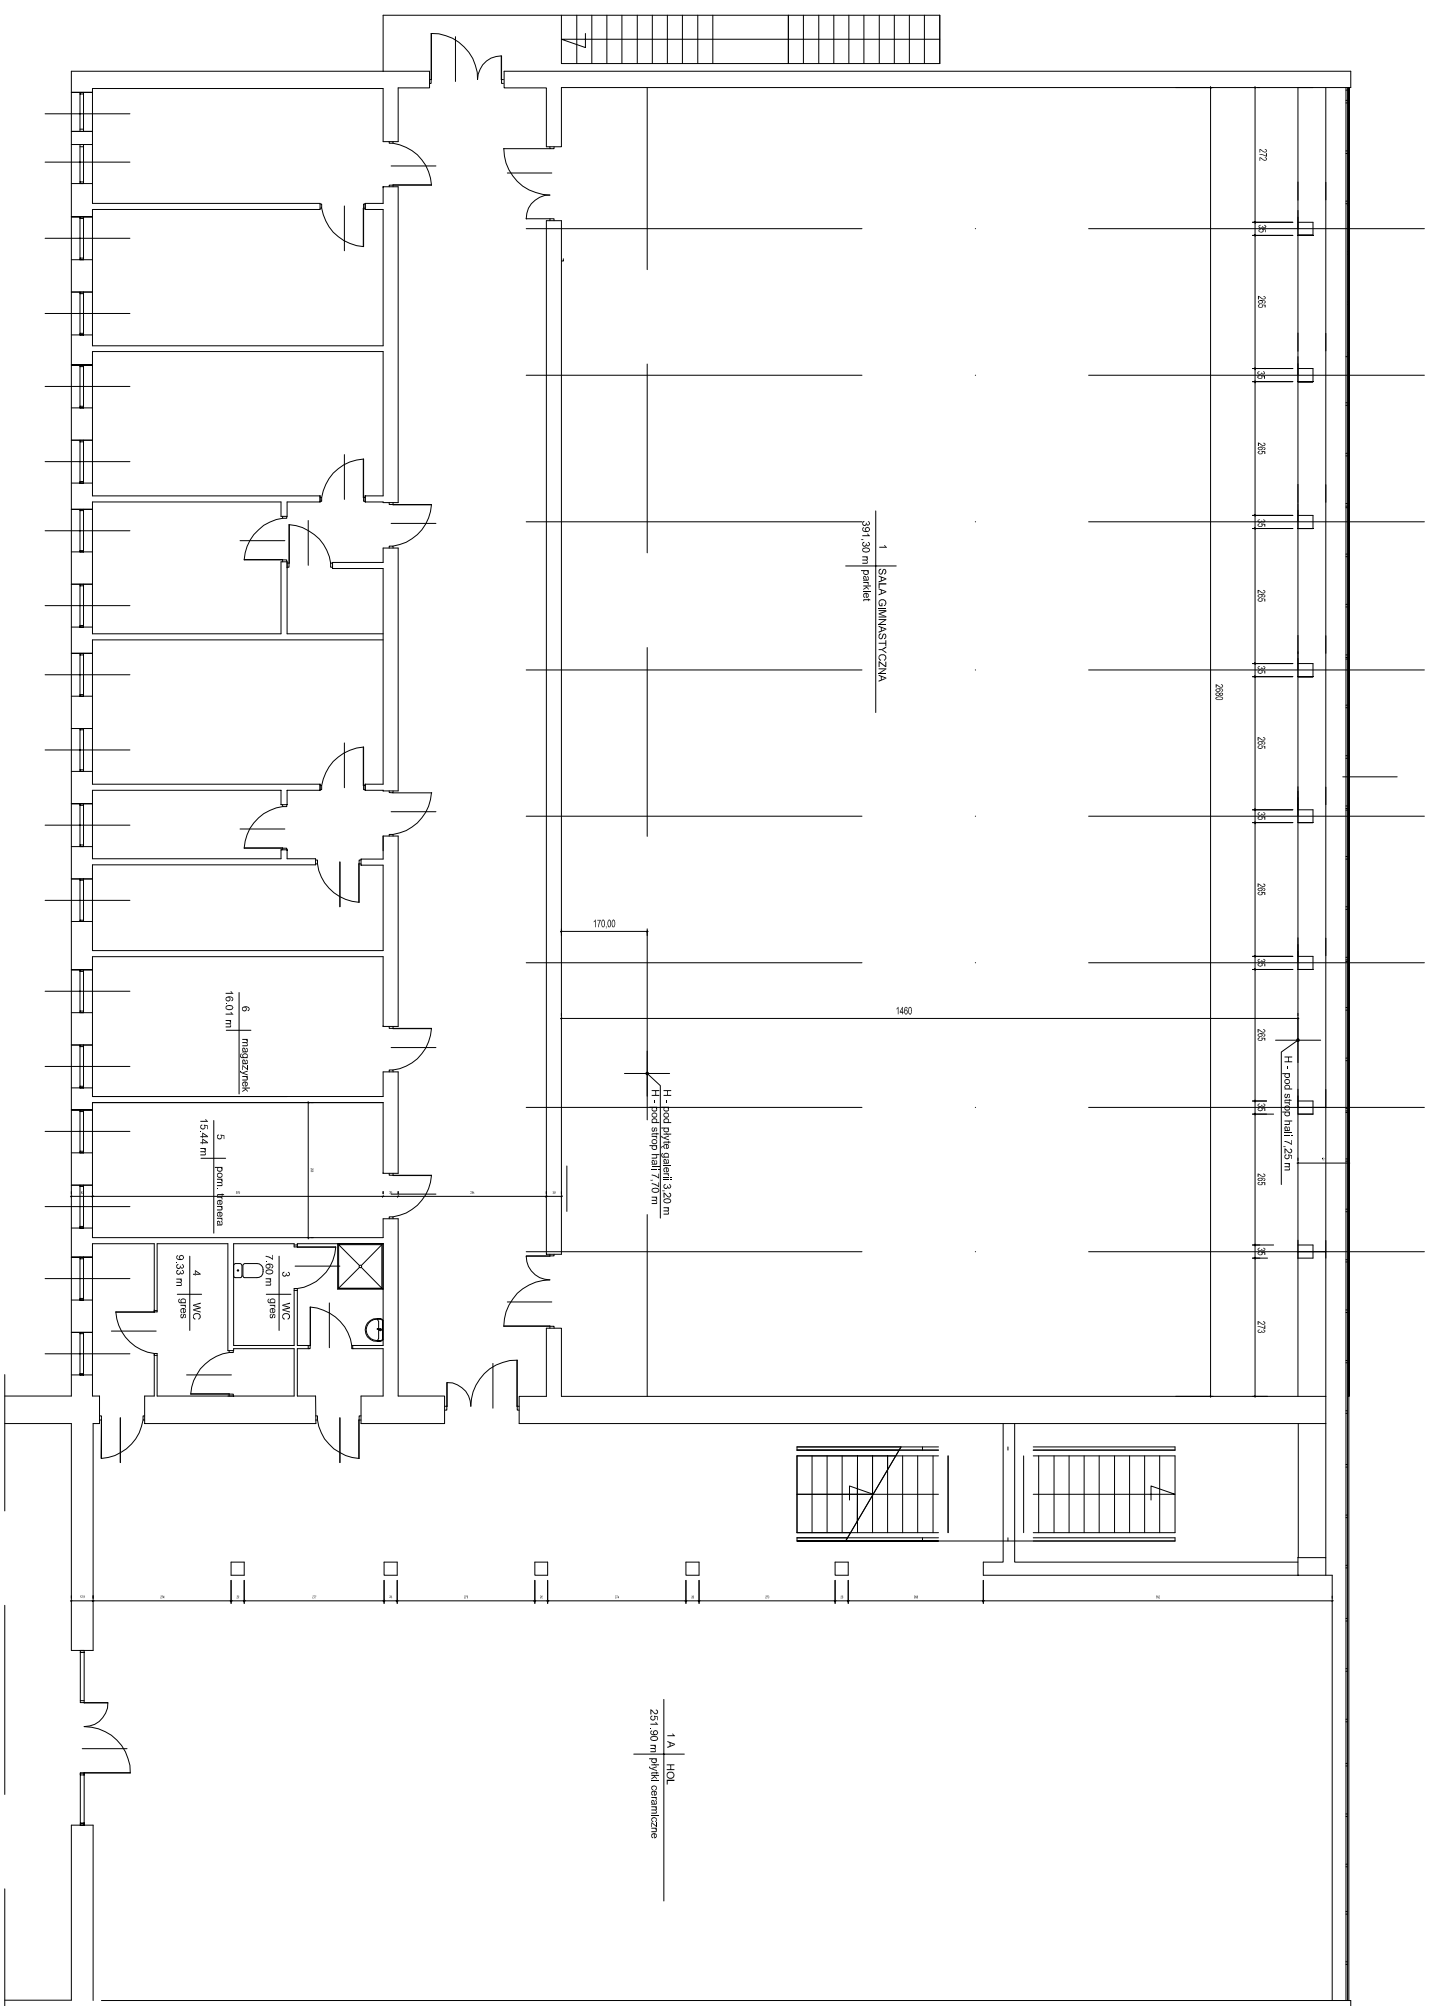 272
35
265
35
265
35
265
35
265
35
265
35
265
35
265
35
273
2680
1460
170,00
1 SALA GIMNASTYCZNA
391,30 m parkiet
H - pod strop hali 7,25 m
H - pod płytę galerii 3,20 m
H - pod strop hali 7,70 m
6 magazynek
16.01 m
5 pom. trenera
15.44 m
4 WC
9.33 m gres
3 WC
7.60 m gres
1 A HOL
251.90 m płytki ceramiczne